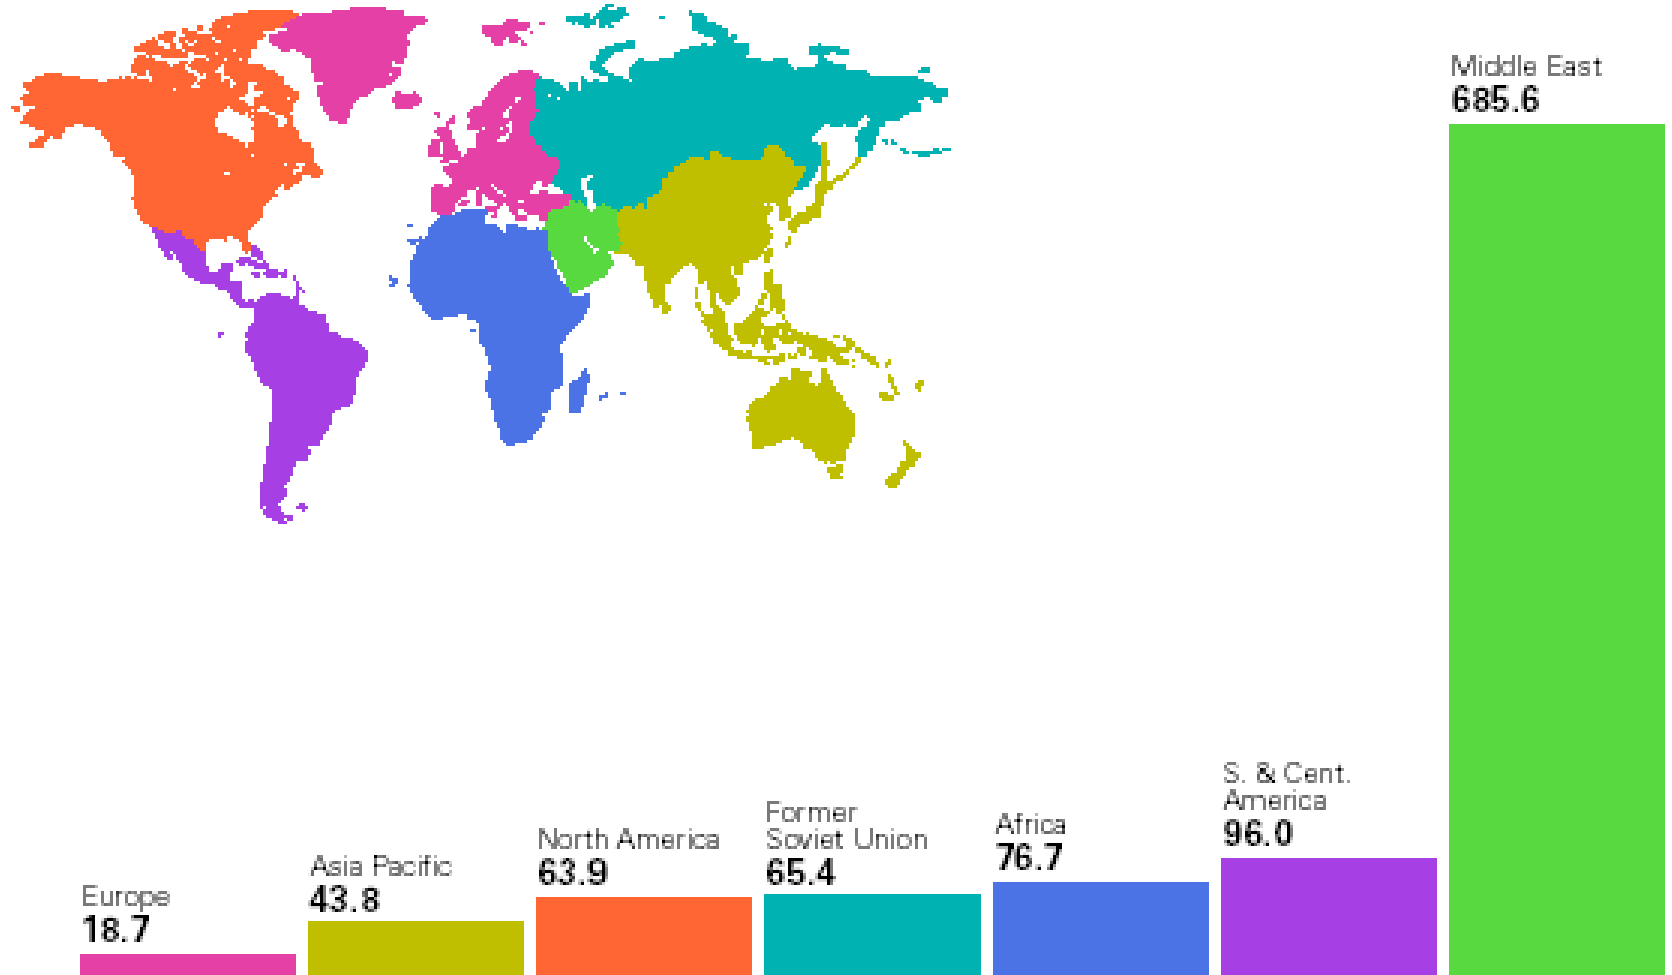 Middle East
685.6
S. & Cent.
America
96.0
Former
Soviet Union
65.4
Africa
76.7
North America
63.9
Asia Pacific
43.8
Europe
18.7